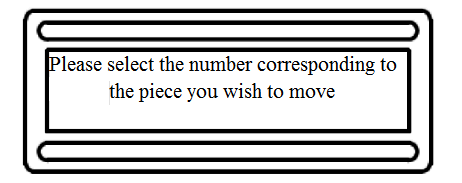 Please select the number corresponding to
the piece you wish to move